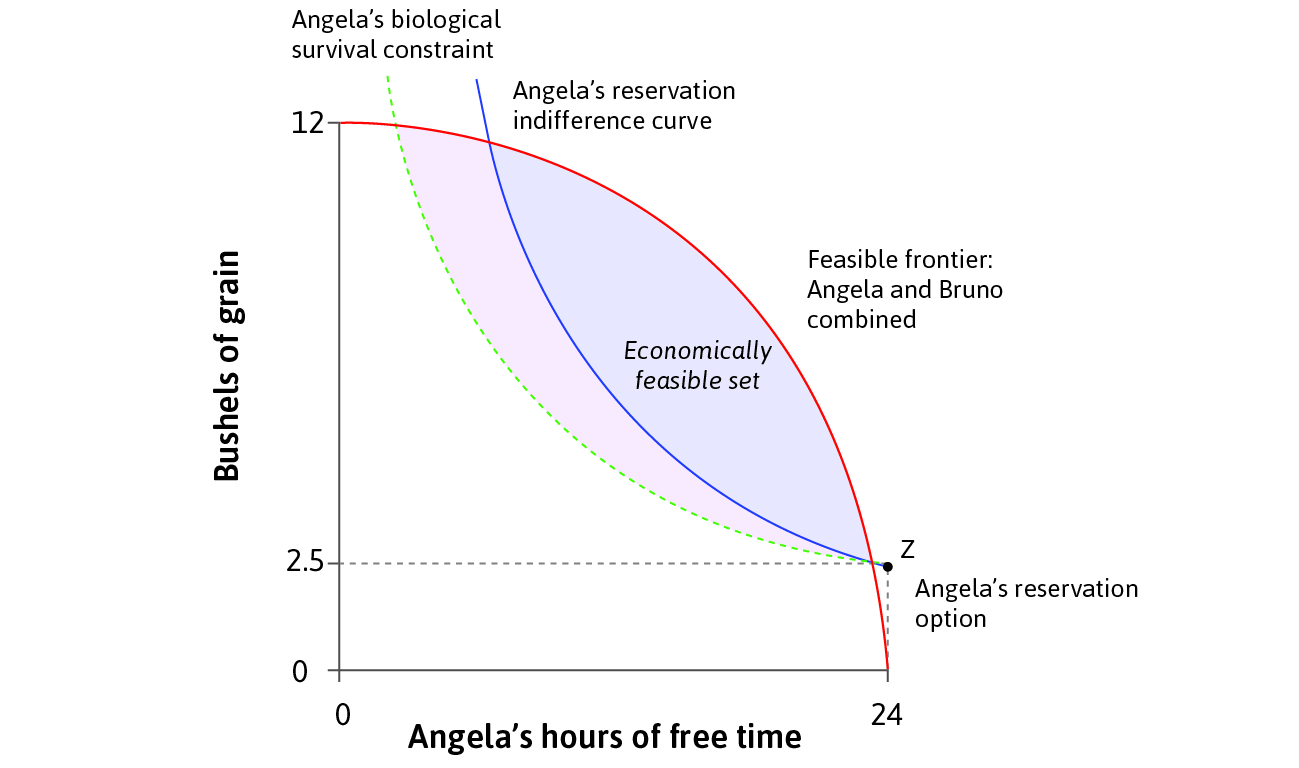 Angela’s biological
survival constraint
Angela’s reservation
indifference curve
12
Feasible frontier:
Angela and Bruno
combined
Bushels of grain
Economically
feasible set
Z
2.5
Angela’s reservation
option
0
0
24
Angela’s hours of free time